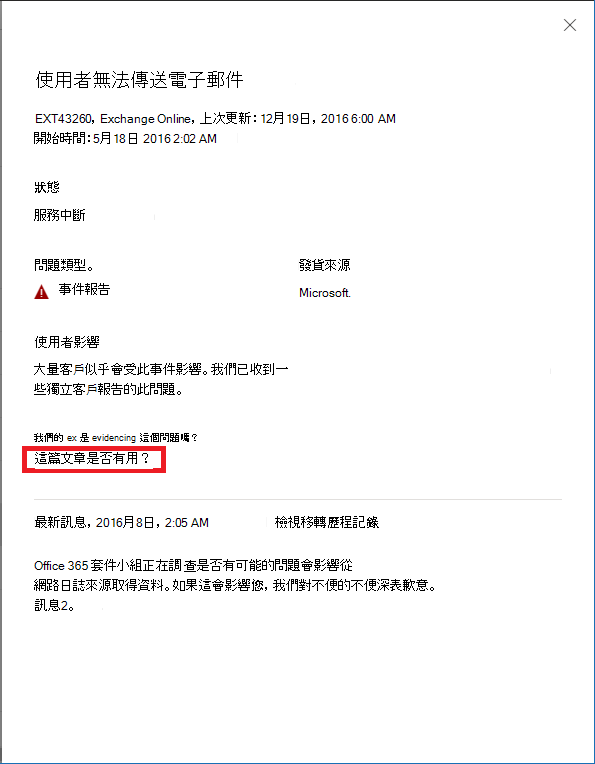 使用者無法傳送電子郵件
EXT43260, Exchange Online, 上次更新: 12月19日, 2016 6:00 AM
開始時間: 5月18日 2016 2:02 AM
狀態
服務中斷
問題類型。 發貨來源
事件報告 Microsoft.
使用者影響
大量客戶似乎會受此事件影響。我們已收到一
些獨立客戶報告的此問題。
我們的 ex 是 evidencing 這個問題嗎?
這篇文章是否有用?
最新訊息, 2016月8日, 2:05 AM 檢視移轉歷程記錄
Office 365 套件小組正在調查是否有可能的問題會影響從
網路日誌來源取得資料。如果這會影響您, 我們對不便的不便深表歉意。
訊息2。